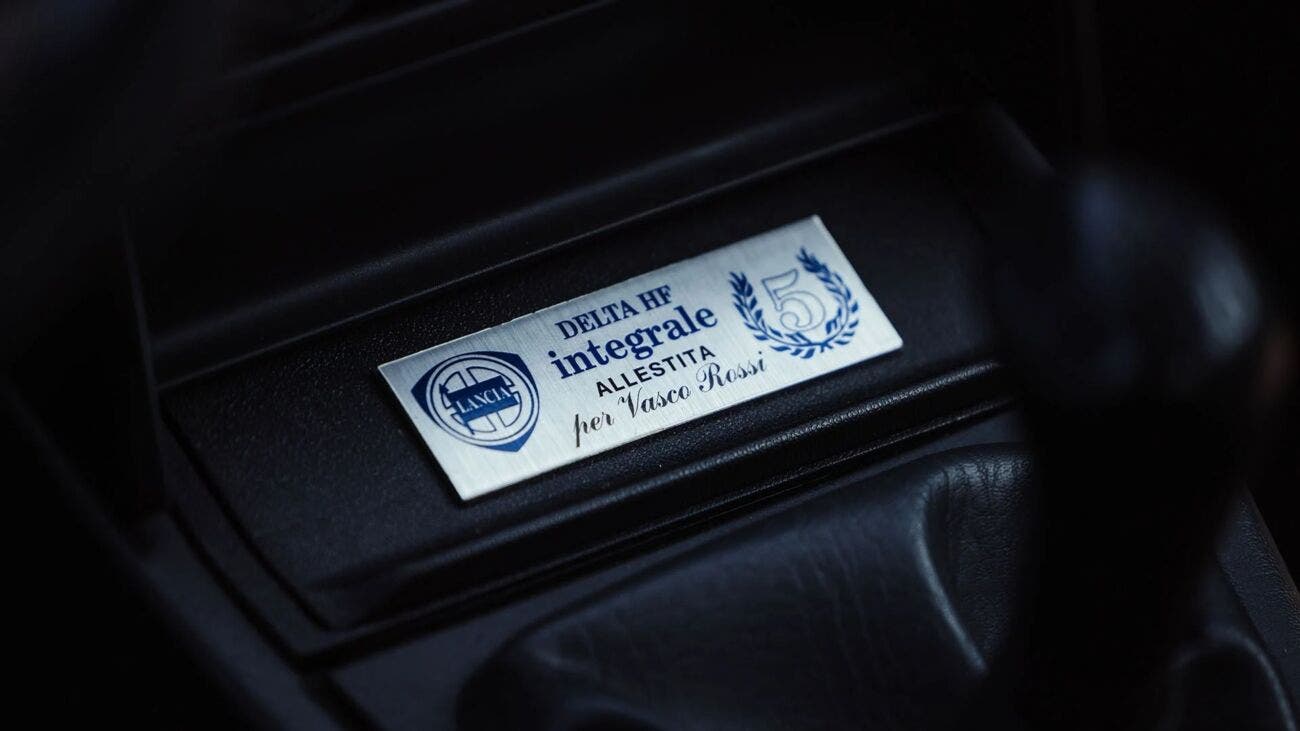 LANCIA
DELTA HF
integrale
ALLESTITA
per Vasco Rossi
5